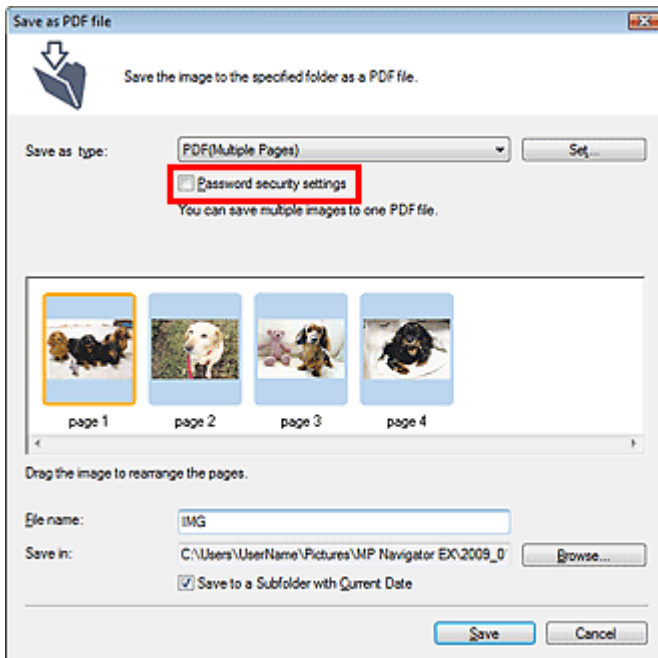 Save as PDF file
Save the image to the specified folder as a PDF file.
Save as type:
PDF(Multiple Pages)
Set...
Password security settings
You can save multiple images to one PDF file.
page 1
page 2
page 3
page 4
Drag the image to rearrange the pages.
File name:
IMG
Save in:
C:\Users\UserName\Pictures\MP Navigator EX\2009_0
Browse...
Save to a Subfolder with Current Date
Save
Cancel